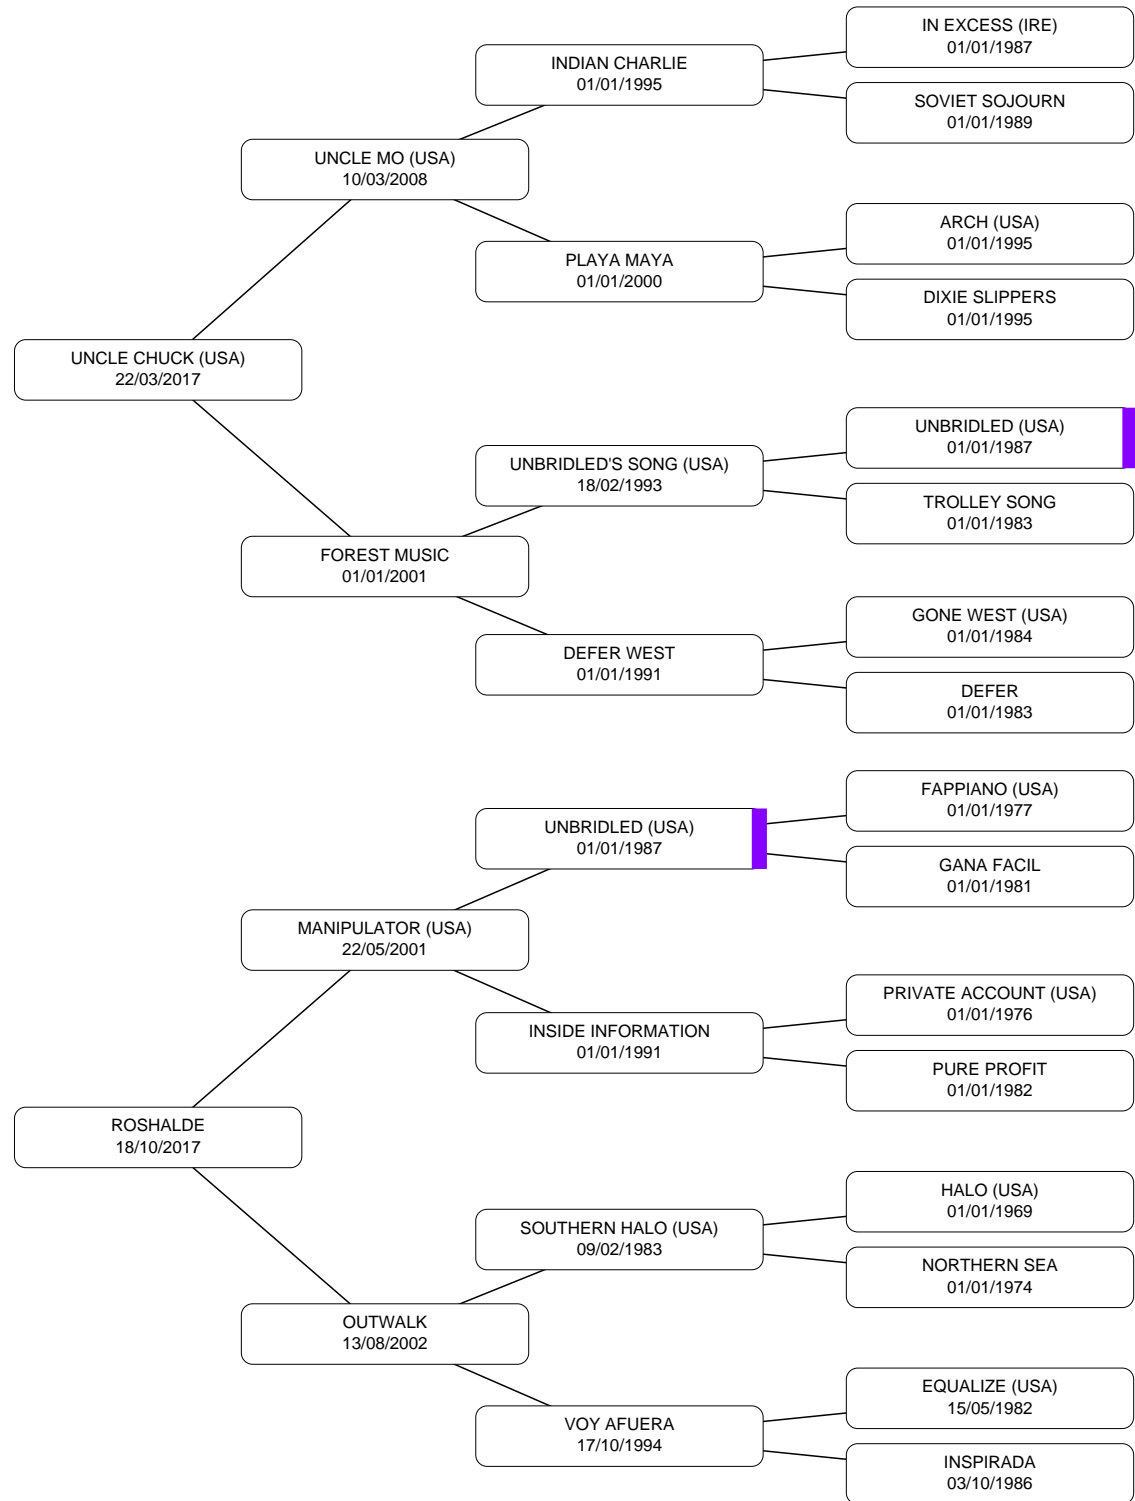 IN EXCESS (IRE)
01/01/1987
INDIAN CHARLIE
01/01/1995
SOVIET SOJOURN
01/01/1989
UNCLE MO (USA)
10/03/2008
ARCH (USA)
01/01/1995
PLAYA MAYA
01/01/2000
DIXIE SLIPPERS
01/01/1995
UNCLE CHUCK (USA)
22/03/2017
UNBRIDLED (USA)
01/01/1987
UNBRIDLED'S SONG (USA)
18/02/1993
TROLLEY SONG
01/01/1983
FOREST MUSIC
01/01/2001
GONE WEST (USA)
01/01/1984
DEFER WEST
01/01/1991
DEFER
01/01/1983
FAPPIANO (USA)
01/01/1977
UNBRIDLED (USA)
01/01/1987
GANA FACIL
01/01/1981
MANIPULATOR (USA)
22/05/2001
PRIVATE ACCOUNT (USA)
01/01/1976
INSIDE INFORMATION
01/01/1991
PURE PROFIT
01/01/1982
ROSHALDE
18/10/2017
HALO (USA)
01/01/1969
SOUTHERN HALO (USA)
09/02/1983
NORTHERN SEA
01/01/1974
OUTWALK
13/08/2002
EQUALIZE (USA)
15/05/1982
VOY AFUERA
17/10/1994
INSPIRADA
03/10/1986